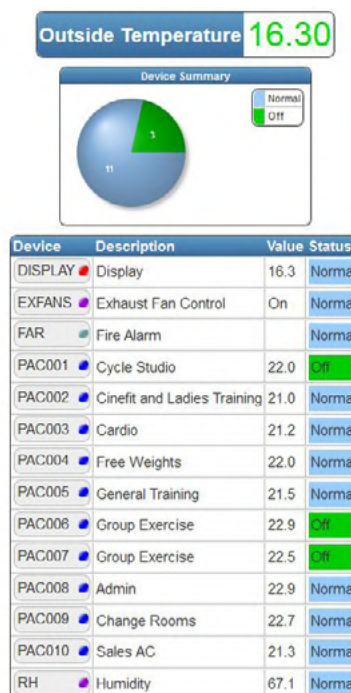 Outside Temperature 16.30
Device Summary
Normal
Off
3
11
Device Description Value Status
DISPLAY Display 16.3 Norma
EXFANS Exhaust Fan Control On Norma
FAR Fire Alarm Norma
PAC001 Cycle Studio 22.0 Off
PAC002 Cinefit and Ladies Training 21.0 Norma
PAC003 Cardio 21.2 Norma
PAC004 Free Weights 22.0 Norma
PAC005 General Training 21.5 Norma
PAC006 Group Exercise 22.9 Off
PAC007 Group Exercise 22.5 Off
PAC008 Admin 22.9 Norma
PAC009 Change Rooms 22.7 Norma
PAC010 Sales AC 21.3 Norma
RH Humidity 67.1 Norma